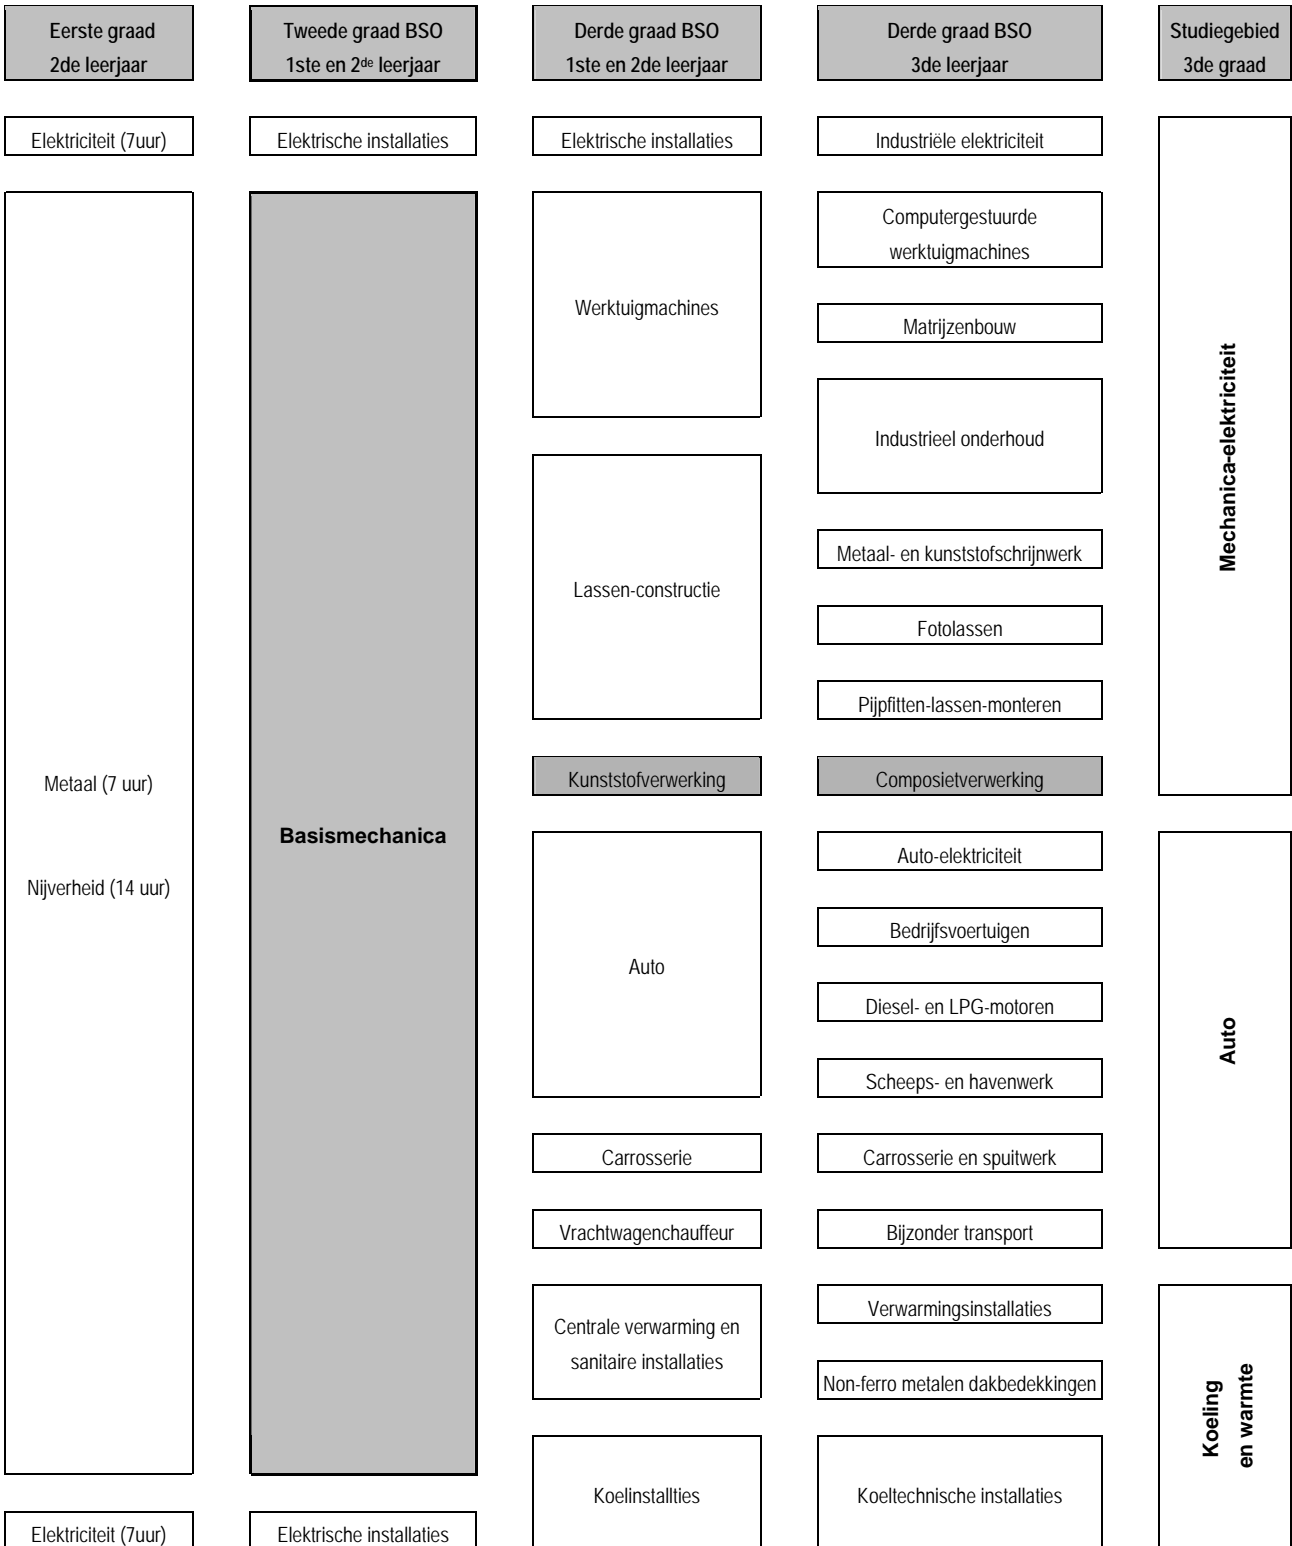 Eerste graad
2de leerjaar
Tweede graad BSO
1ste en 2de leerjaar
Derde graad BSO
1ste en 2de leerjaar
Derde graad BSO
3de leerjaar
Studiegebied
3de graad
Elektriciteit (7uur)
Elektrische installaties
Elektrische installaties
Industriële elektriciteit
Metaal (7 uur)
Nijverheid (14 uur)
Basismechanica
Werktuigmachines
Computergestuurde
werktuigmachines
Matrijzenbouw
Industrieel onderhoud
Lassen-constructie
Metaal- en kunststofschrijnwerk
Fotolassen
Pijpfitten-lassen-monteren
Kunststofverwerking
Composietverwerking
Mechanica-elektriciteit
Auto
Auto-elektriciteit
Bedrijfsvoertuigen
Diesel- en LPG-motoren
Scheeps- en havenwerk
Carrosserie
Carrosserie en spuitwerk
Vrachtwagenchauffeur
Bijzonder transport
Auto
Centrale verwarming en
sanitaire installaties
Verwarmingsinstallaties
Non-ferro metalen dakbedekkingen
Koelinstallties
Koeltechnische installaties
Koeling
en warmte
Elektriciteit (7uur)
Elektrische installaties